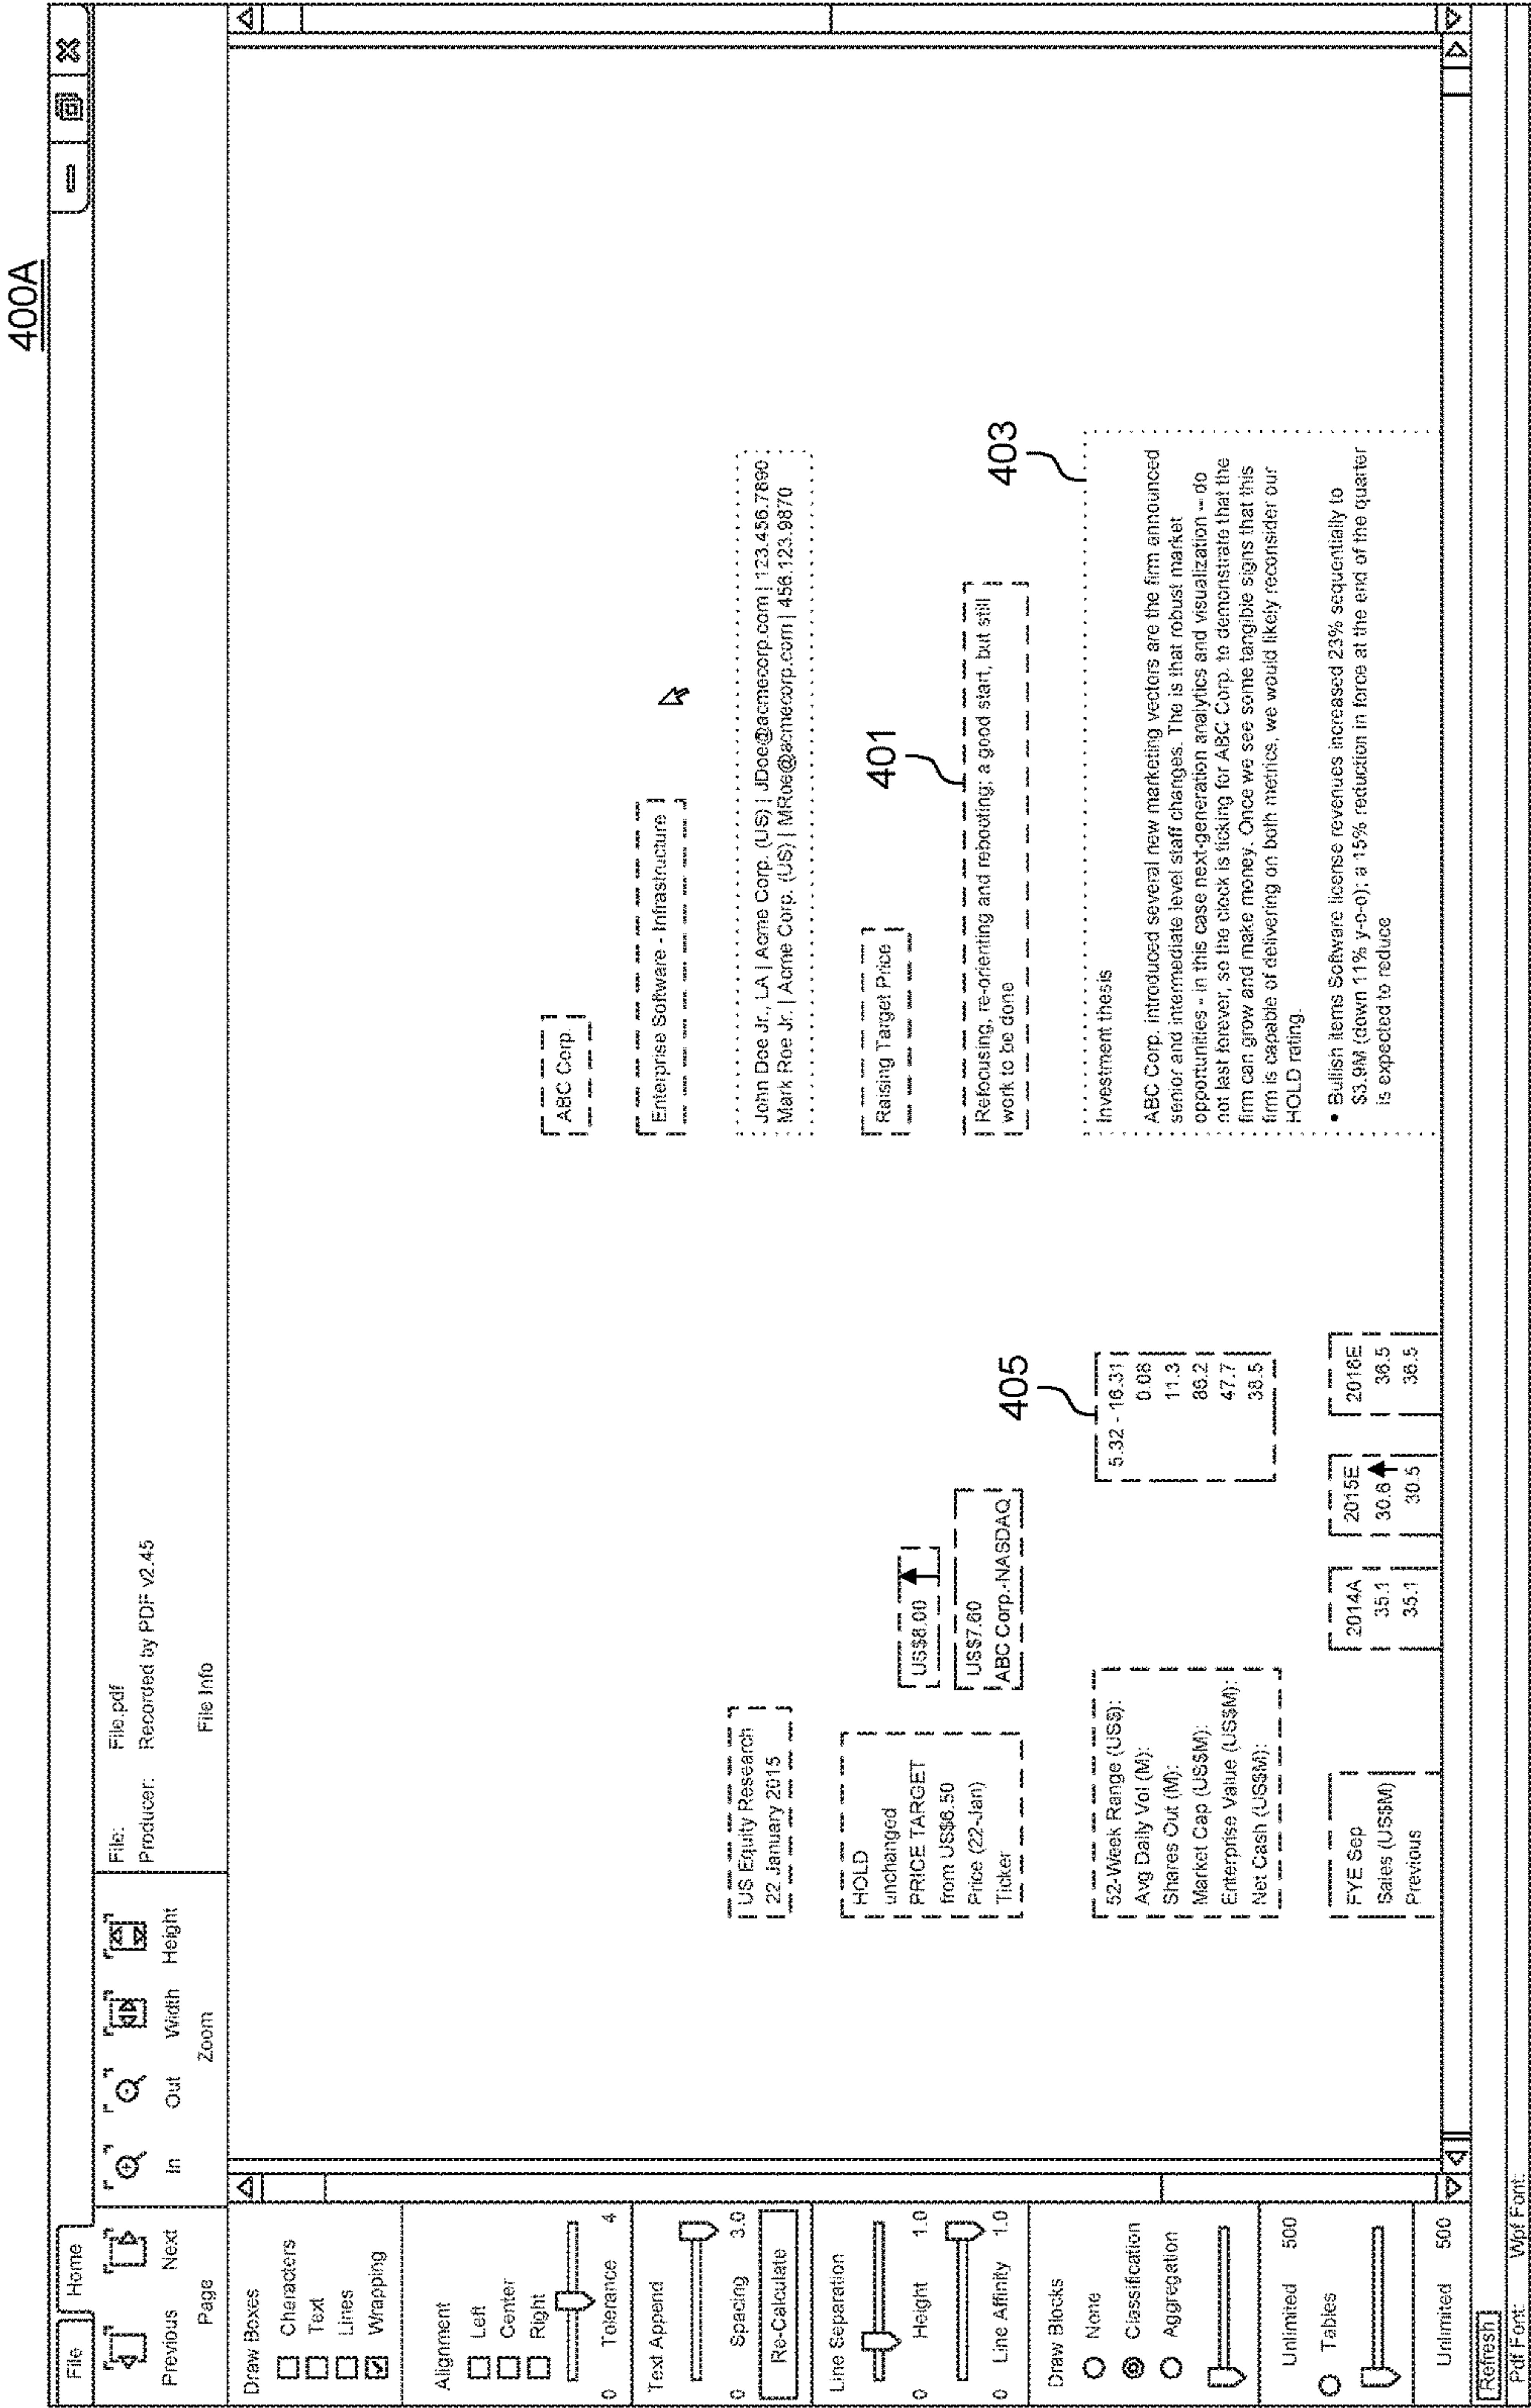 400A
File
Home
Previous
Next
Page
In
Out
Width
Height
Zoom
File:
File.pdf
Producer:
Recorded by PDF v2.45
File Info
Draw Boxes
Characters
Text
Lines
Wrapping
Alignment
Left
Center
Right
0 Tolerance 4
Text Append
0 Spacing 3.0
Re-Calculate
Line Separation
0 Height 1.0
0 Line Affinity 1.0
Draw Blocks
None
Classification
Aggregation
Unlimited 500
Tables
Unlimited 500
Refresh
Pdf Font:
Wpf Font:
US Equity Research
22 January 2015
HOLD
unchanged
PRICE TARGET
from US$6.50
Price (22-Jan)
Ticker
US$8.00
US$7.60
ABC Corp.-NASDAQ
405
52-Week Range (US$):
Avg Daily Vol (M):
Shares Out (M):
Market Cap (US$M):
Enterprise Value (US$M):
Net Cash (US$M):
5.32 - 16.31
0.08
11.3
86.2
47.7
38.5
FYE Sep
Sales (US$M)
Previous
2014A
35.1
35.1
2015E
30.6
30.5
2016E
36.5
36.5
ABC Corp.
Enterprise Software - Infrastructure
John Doe Jr., LA | Acme Corp. (US) | JDoe@acmecorp.com | 123.456.7890
Mark Roe Jr. | Acme Corp. (US) | MRoe@acmecorp.com | 456.123.9870
Raising Target Price
401
Refocusing, re-orienting and rebooting; a good start, but still
work to be done
403
Investment thesis
ABC Corp. introduced several new marketing vectors are the firm announced
senior and intermediate level staff changes. The is that robust market
opportunities - in this case next-generation analytics and visualization -- do
not last forever, so the clock is ticking for ABC Corp. to demonstrate that the
firm can grow and make money. Once we see some tangible signs that this
firm is capable of delivering on both metrics, we would likely reconsider our
HOLD rating.
• Bullish items Software license revenues increased 23% sequentially to
$3.9M (down 11% y-o-o); a 15% reduction in force at the end of the quarter
is expected to reduce